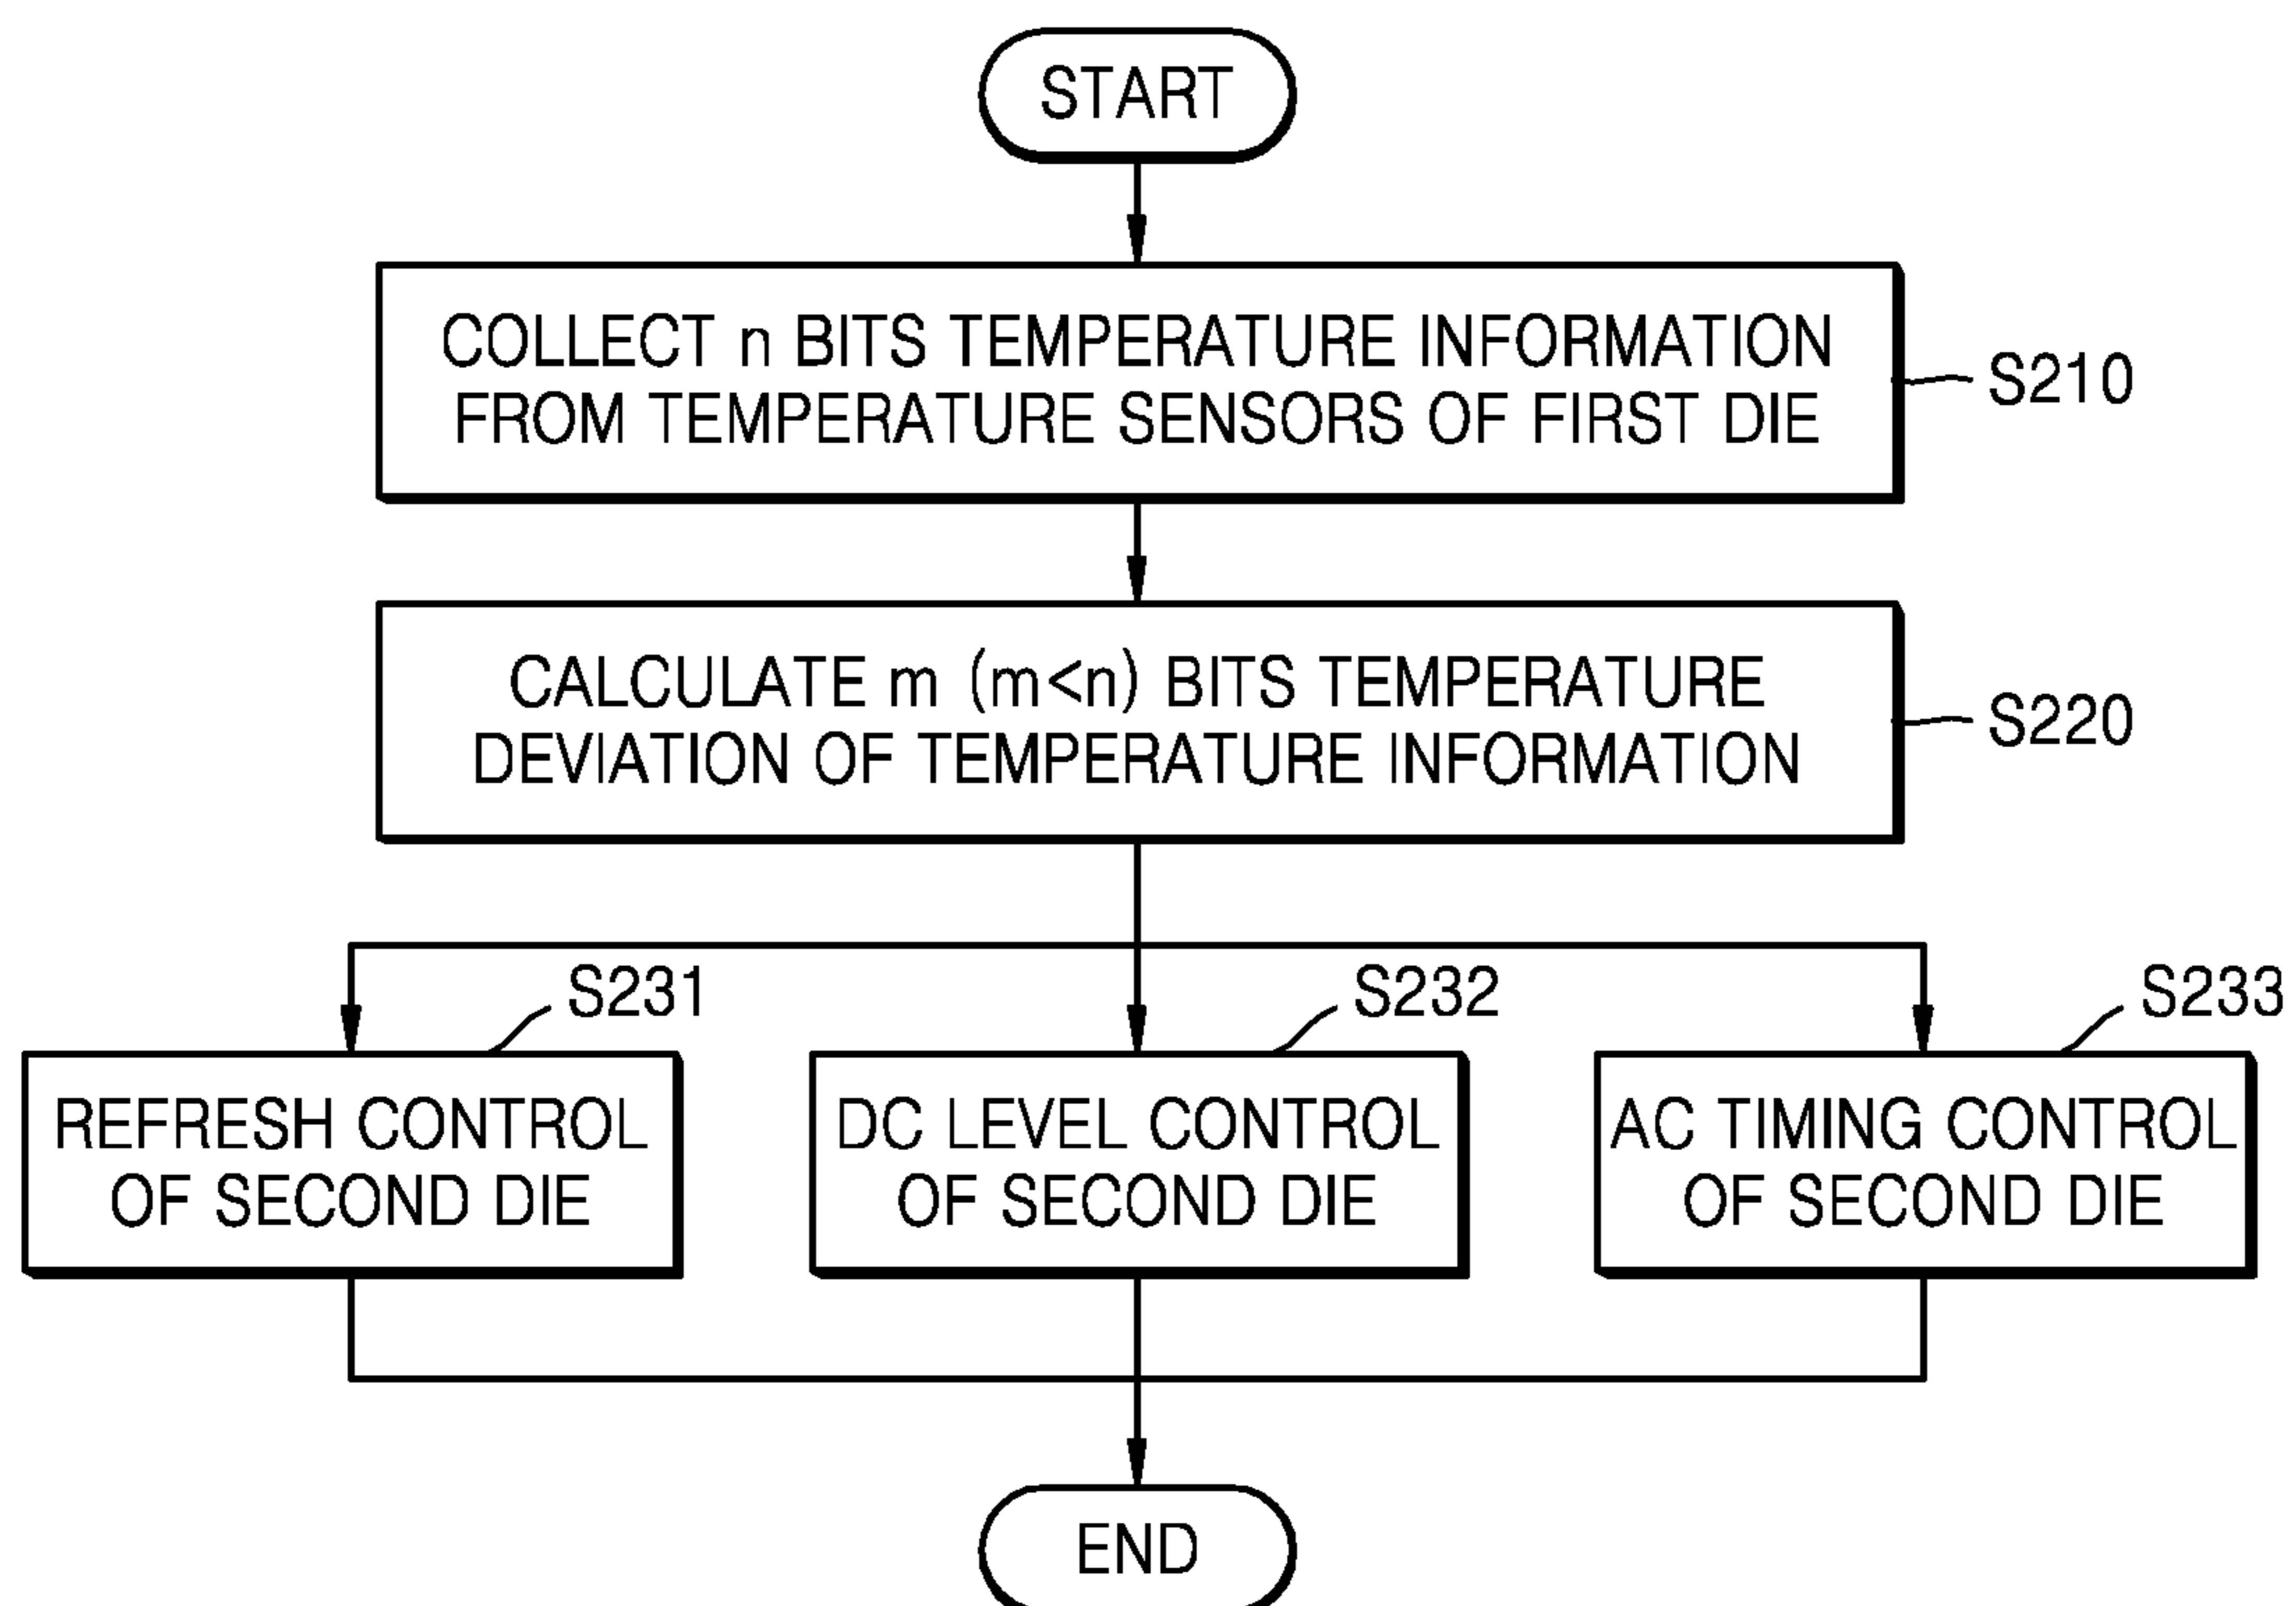 START
COLLECT n BITS TEMPERATURE INFORMATION
FROM TEMPERATURE SENSORS OF FIRST DIE
S210
CALCULATE m (m<n) BITS TEMPERATURE
DEVIATION OF TEMPERATURE INFORMATION
S220
S231
REFRESH CONTROL
OF SECOND DIE
S232
DC LEVEL CONTROL
OF SECOND DIE
S233
AC TIMING CONTROL
OF SECOND DIE
END